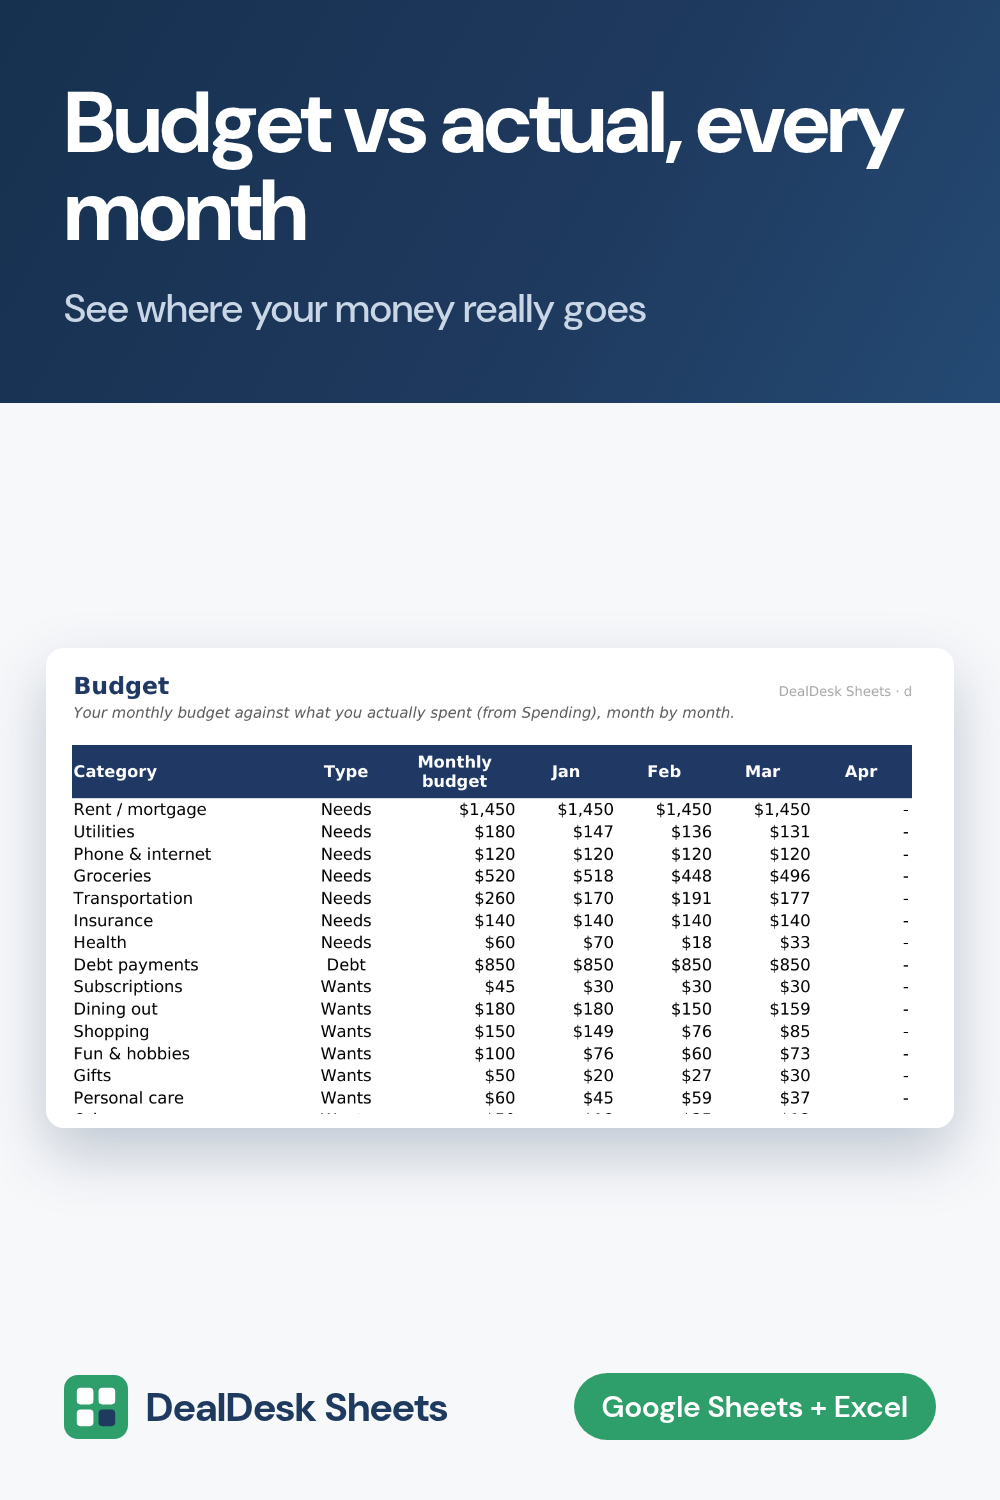 Budget vs actual, every
month
See where your money really goes
Budget
DealDesk Sheets · d
Your monthly budget against what you actually spent (from Spending), month by month.
Category Type Monthly budget Jan Feb Mar Apr
Rent / mortgage Needs $1,450 $1,450 $1,450 $1,450 -
Utilities Needs $180 $147 $136 $131 -
Phone & internet Needs $120 $120 $120 $120 -
Groceries Needs $520 $518 $448 $496 -
Transportation Needs $260 $170 $191 $177 -
Insurance Needs $140 $140 $140 $140 -
Health Needs $60 $70 $18 $33 -
Debt payments Debt $850 $850 $850 $850 -
Subscriptions Wants $45 $30 $30 $30 -
Dining out Wants $180 $180 $150 $159 -
Shopping Wants $150 $149 $76 $85 -
Fun & hobbies Wants $100 $76 $60 $73 -
Gifts Wants $50 $20 $27 $30 -
Personal care Wants $60 $45 $59 $37 -
DealDesk Sheets
Google Sheets + Excel